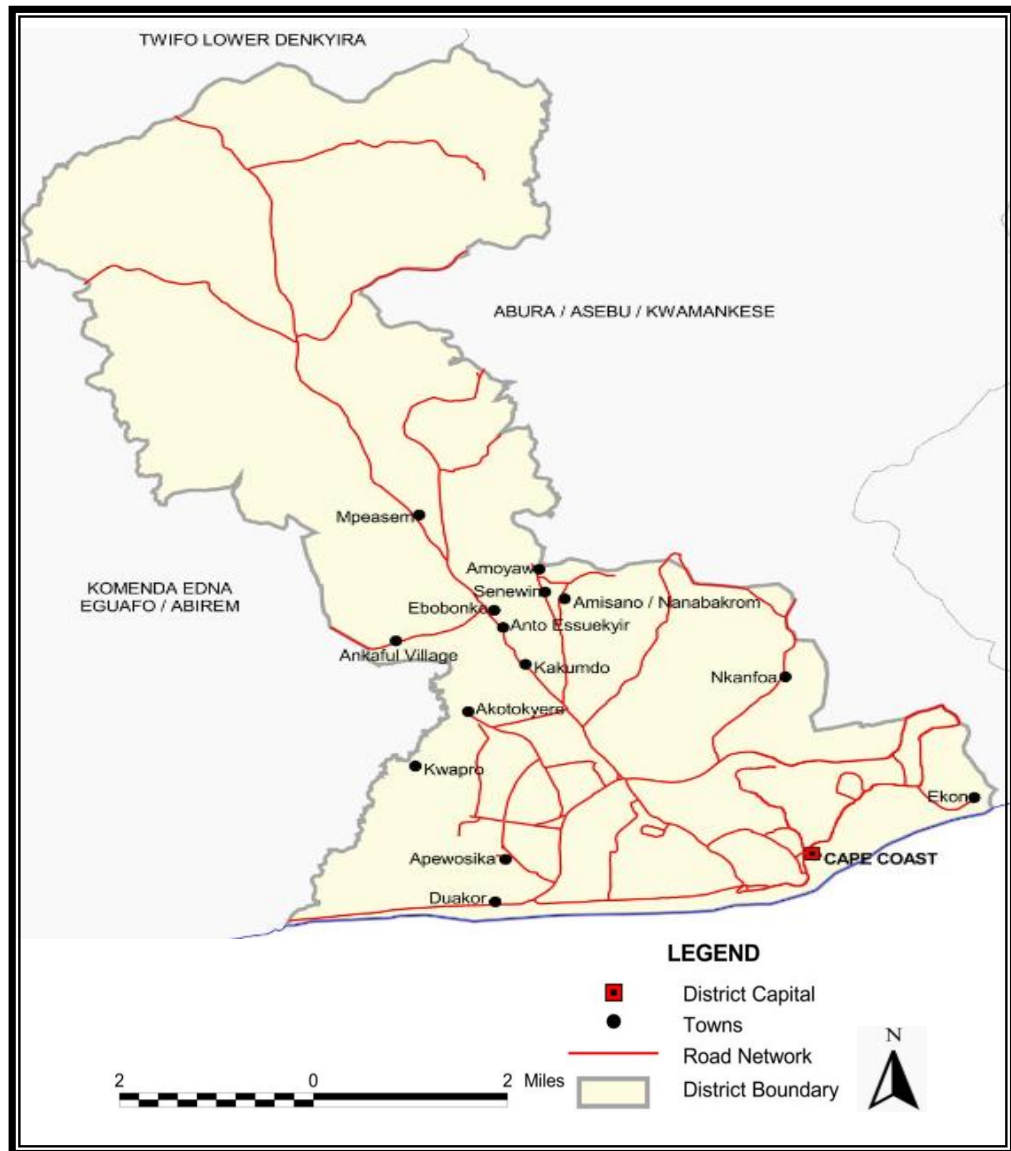 TWIFO LOWER DENKYIRA
ABURA / ASEBU / KWAMANKESE
Mpeasem
Amoyaw
KOMENDA EDNA
EGUAFO / ABIREM
Senewin
Amisano / Nanabakrom
Ebobonko
Anto Essuekyir
Ankaful Village
Kakumdo
Nkanfoa
Akotokyere
Kwapro
Ekon
Apewosika
CAPE COAST
Duakor
LEGEND
District Capital
Towns
Road Network
District Boundary
N
2 0 2 Miles